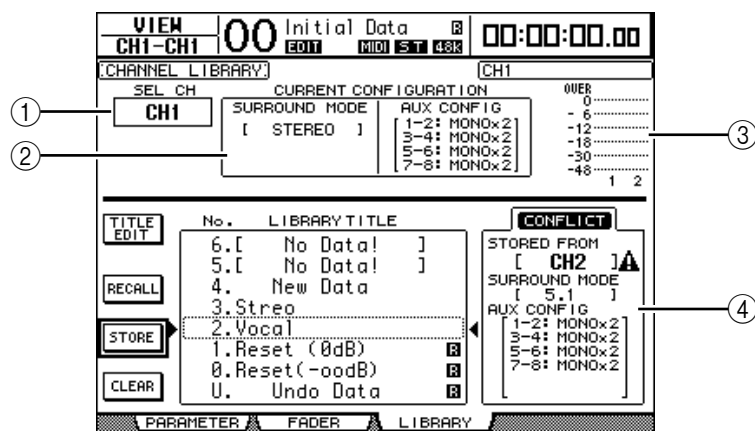 VIEW
CH1-CH1
00
Initial Data R
EDIT MIDI ST 48k
00:00:00.00
CHANNEL LIBRARY
CH1
1
SEL CH
CH1
2
CURRENT CONFIGURATION
SURROUND MODE
[ STEREO ]
AUX CONFIG
1-2: MONOx2
3-4: MONOx2
5-6: MONOx2
7-8: MONOx2
OVER
0
- 6
-12
-18
-30
-48
1 2
3
TITLE EDIT
RECALL
STORE
CLEAR
No. LIBRARY TITLE
6.[ No Data! ]
5.[ No Data! ]
4. New Data
3.Streo
2.Vocal
1.Reset (0dB) R
0.Reset(-oodB) R
U. Undo Data R
CONFLICT
STORED FROM
[ CH2 ]
SURROUND MODE
[ 5.1 ]
AUX CONFIG
1-2: MONOx2
3-4: MONOx2
5-6: MONOx2
7-8: MONOx2
4
PARAMETER FADER LIBRARY